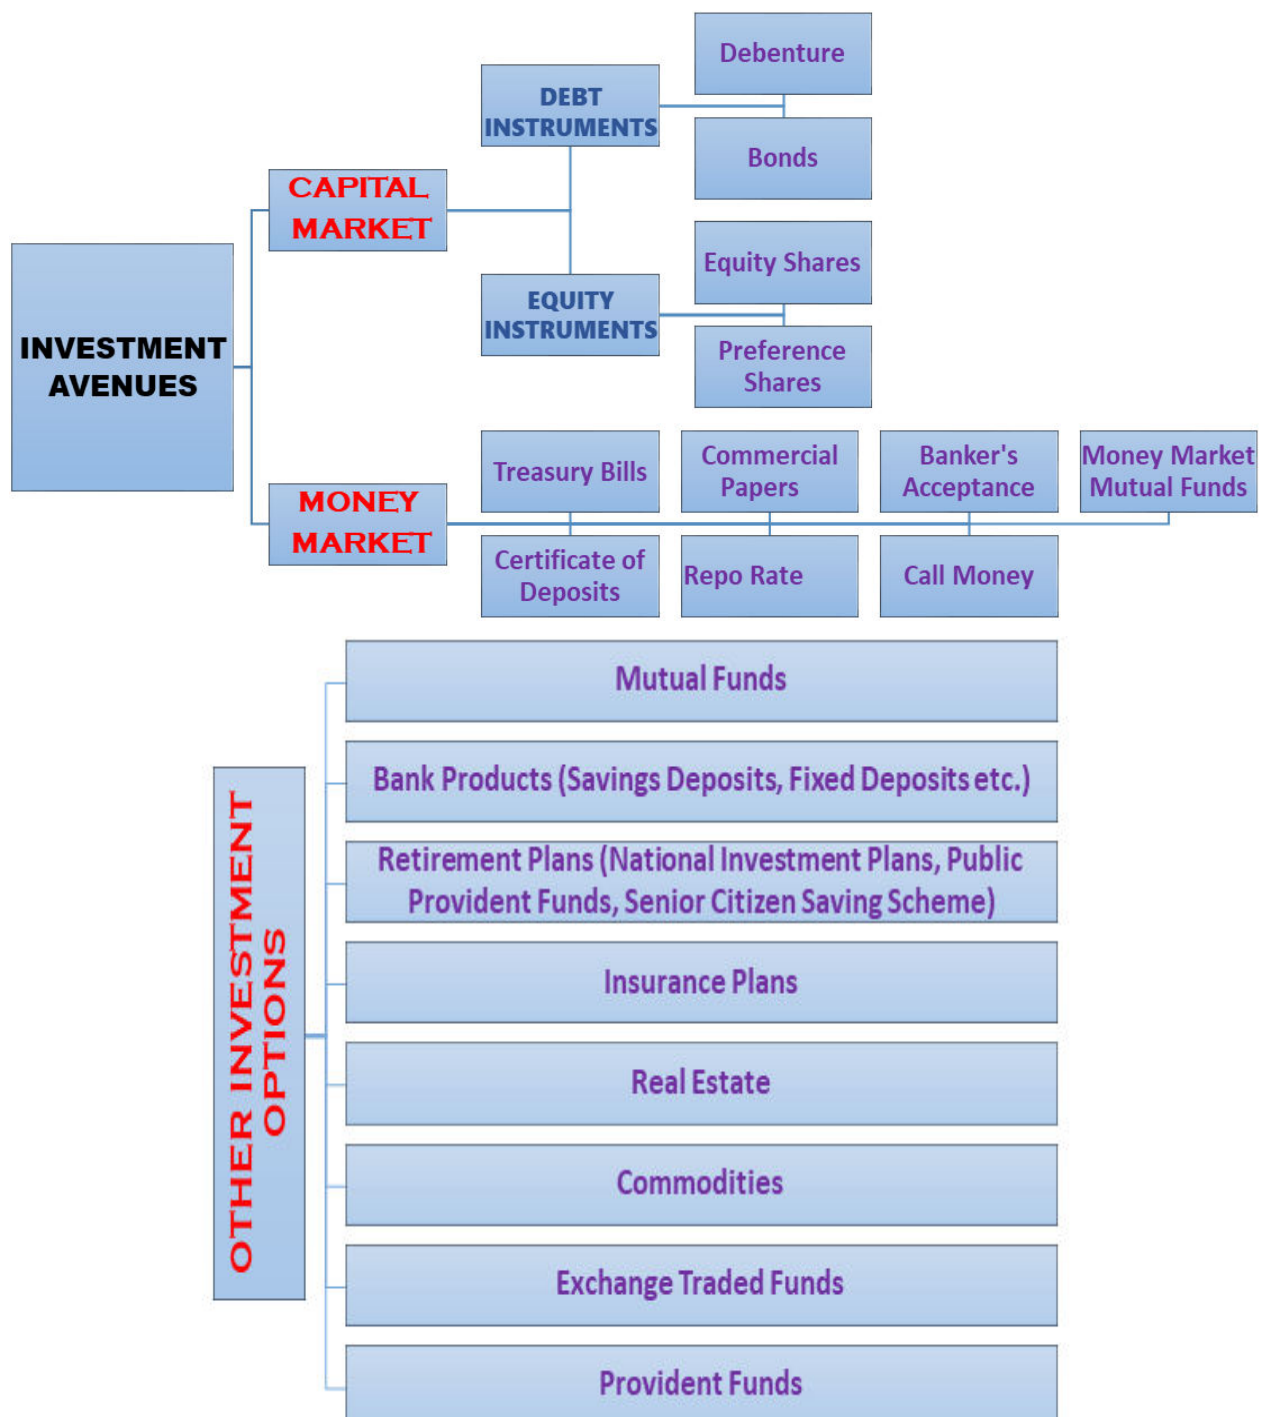 INVESTMENT
AVENUES
CAPITAL
MARKET
DEBT
INSTRUMENTS
Debenture
Bonds
EQUITY
INSTRUMENTS
Equity Shares
Preference
Shares
MONEY
MARKET
Treasury Bills
Commercial
Papers
Banker's
Acceptance
Money Market
Mutual Funds
Certificate of
Deposits
Repo Rate
Call Money
OTHER INVESTMENT
OPTIONS
Mutual Funds
Bank Products (Savings Deposits, Fixed Deposits etc.)
Retirement Plans (National Investment Plans, Public
Provident Funds, Senior Citizen Saving Scheme)
Insurance Plans
Real Estate
Commodities
Exchange Traded Funds
Provident Funds